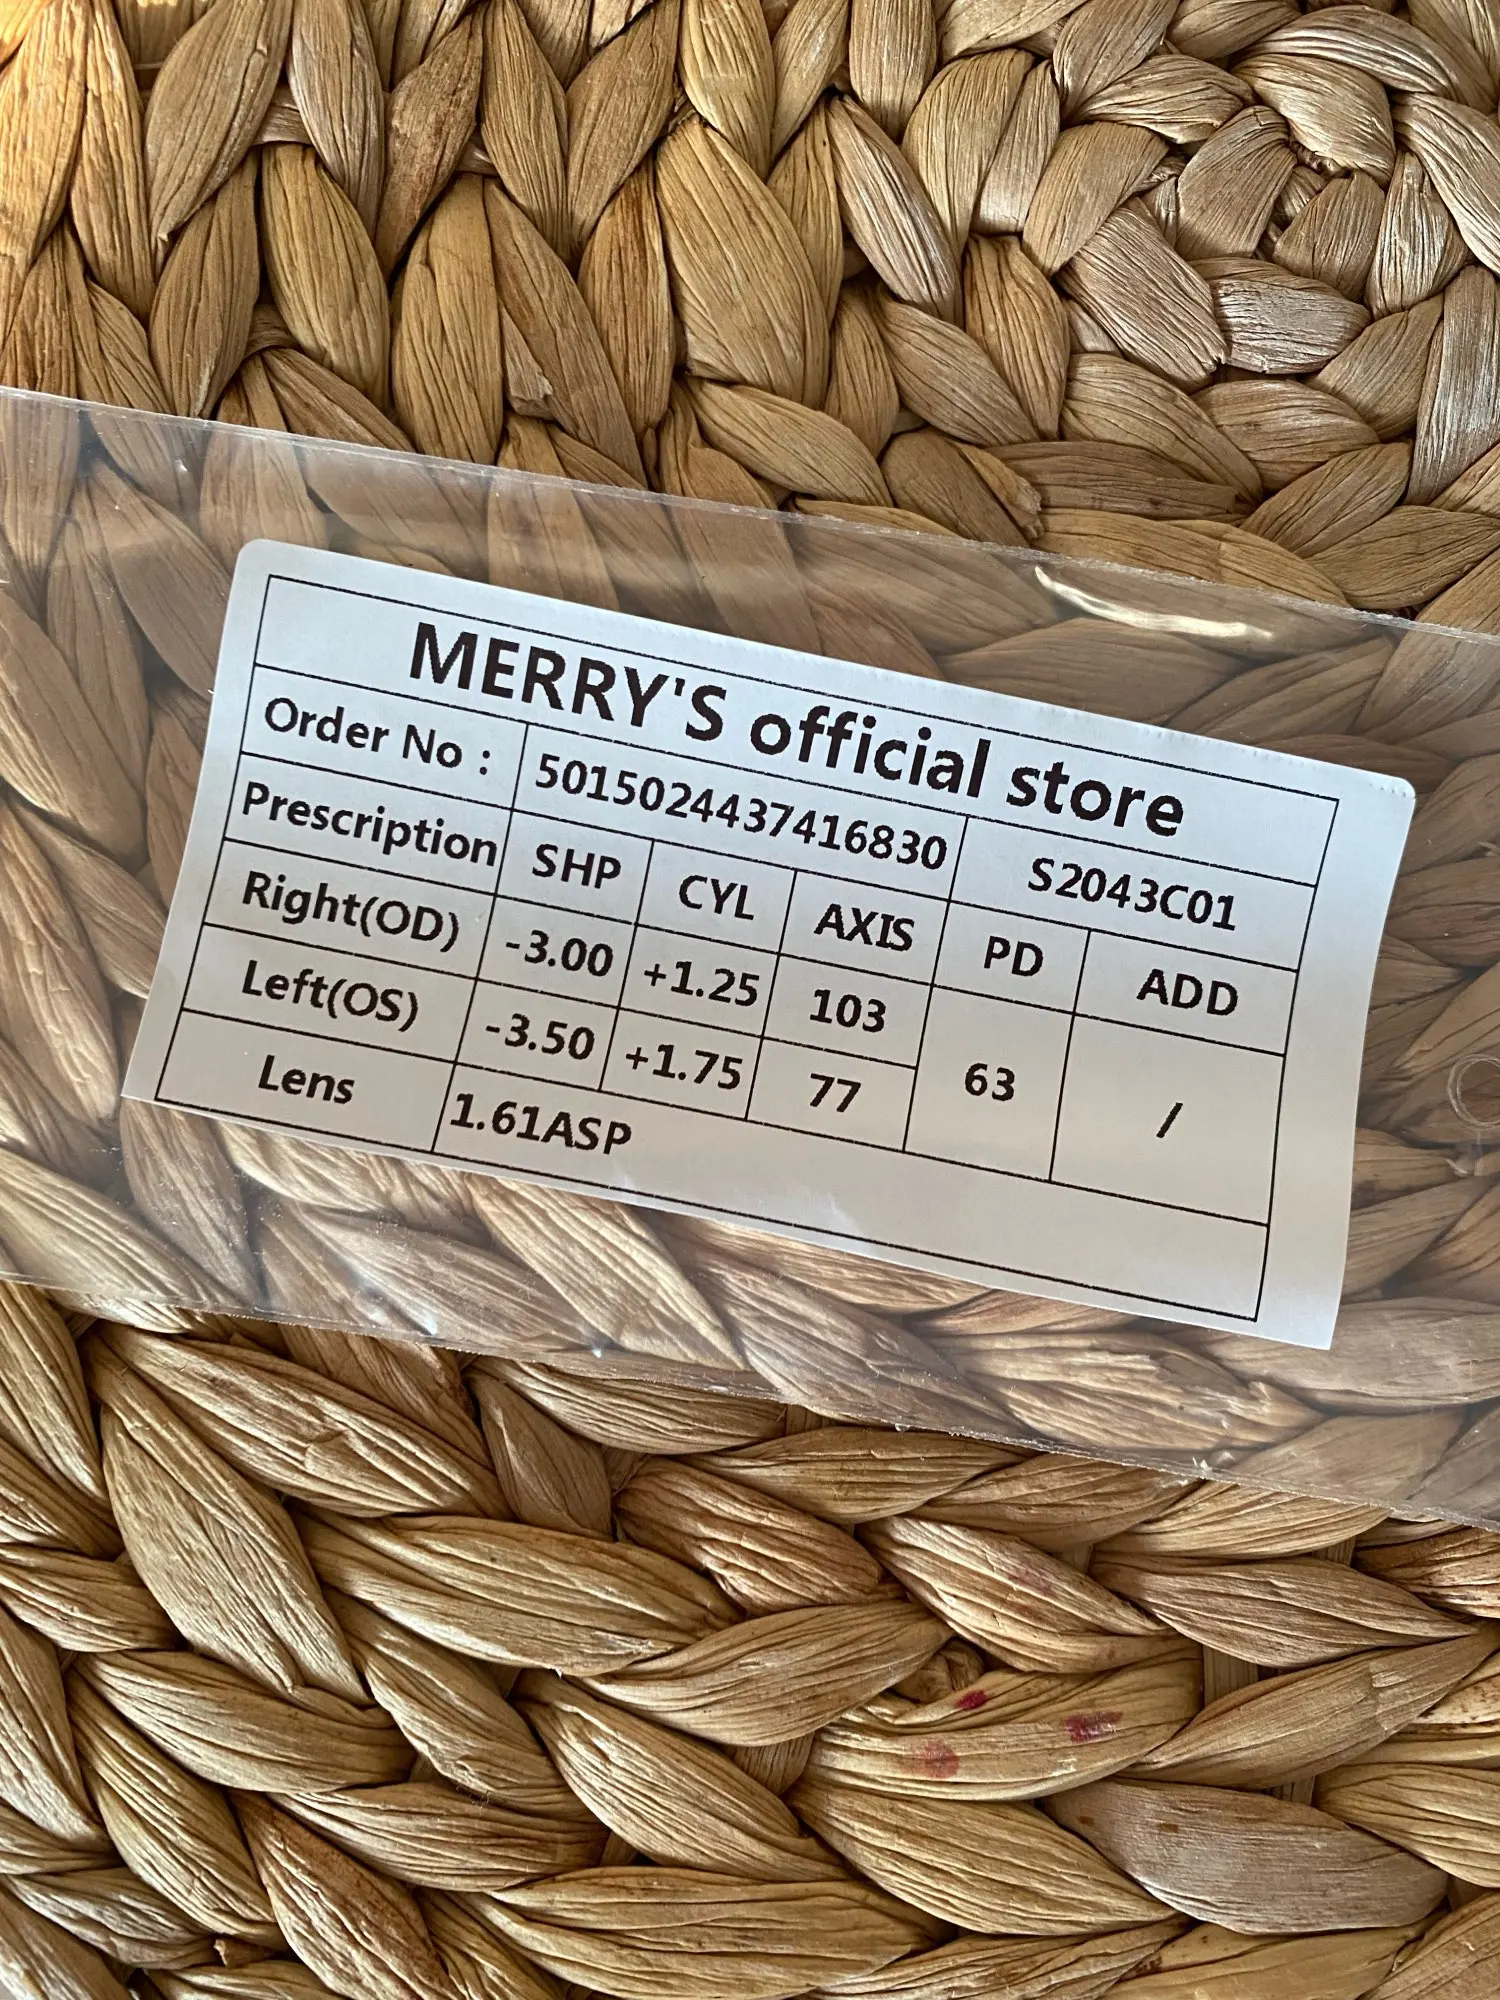 MERRY'S official store
Order No : 5015024437416830 S2043C01
Prescription SHP CYL AXIS PD ADD
Right(OD) -3.00 +1.25 103 63 /
Left(OS) -3.50 +1.75 77
Lens 1.61ASP